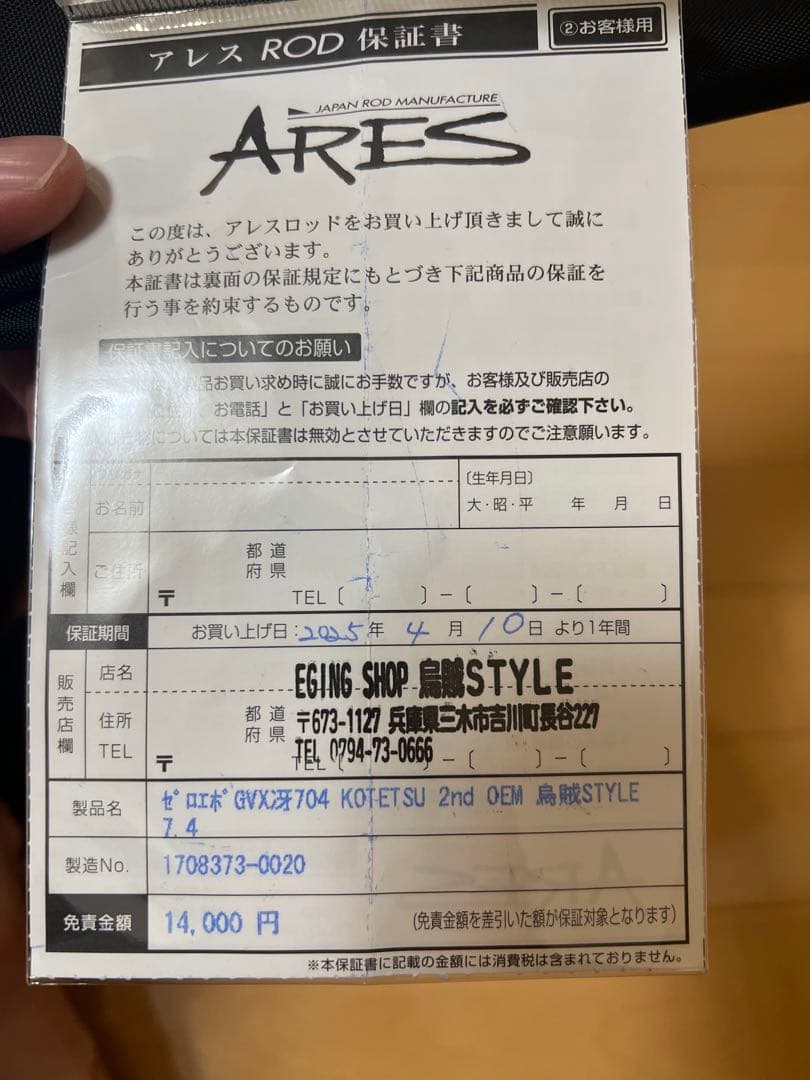 アレス ROD 保証書
②お客様用
JAPAN ROD MANUFACTURE
ARES
この度は、アレスロッドをお買い上げ頂きまして誠に
ありがとうございます。
本証書は裏面の保証規定にもとづき下記商品の保証を
行う事を約束するものです。
保証書記入についてのお願い
品お買い求め時に誠にお手数ですが、お客様及び販売店の
お電話」と「お買い上げ日」欄の記入を必ずご確認下さい。
については本保証書は無効とさせていただきますのでご注意願います。
様記入欄
お名前
〔生年月日〕
大・昭・平 年 月 日
ご住所
都道
府県
〒 TEL〔 〕-〔 〕-〔 〕
保証期間
お買い上げ日:2025年 4月 10日 より1年間
販売店欄
店名
EGING SHOP 烏賊STYLE
住所
都道
府県
〒673-1127 兵庫県三木市吉川町長谷227
TEL
TEL 0794-73-0666
〒 TEL〔 〕-〔 〕-〔 〕
製品名
ゼロエボGVX冴704 KOTETSU 2nd OEM 烏賊STYLE
7.4
製造No.
1708373-0020
免責金額
14,000 円
(免責金額を差引いた額が保証対象となります)
※本保証書に記載の金額には消費税は含まれておりません。